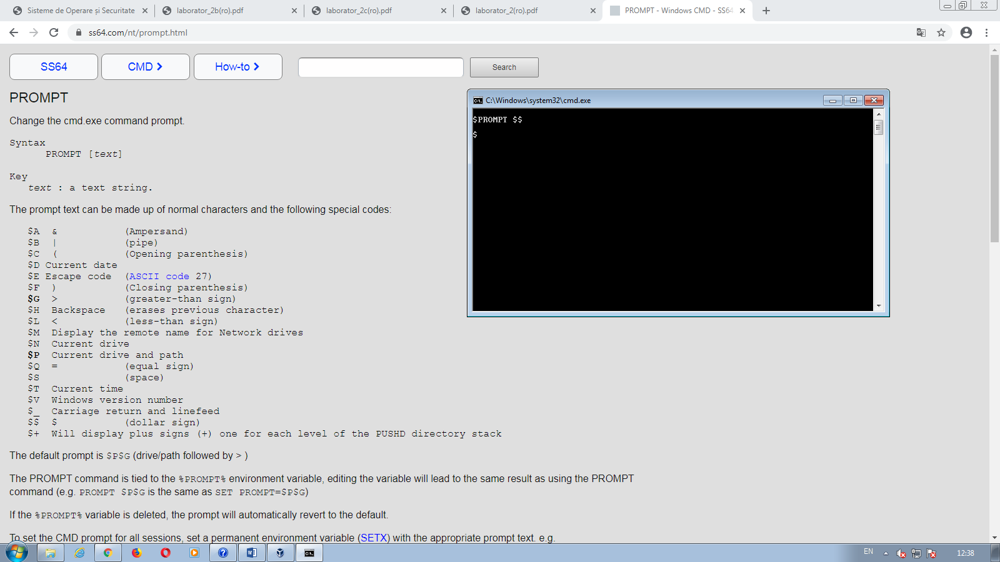 Sisteme de Operare și Securitate
laborator_2b(ro).pdf
laborator_2c(ro).pdf
laborator_2(ro).pdf
PROMPT - Windows CMD - SS64
ss64.com/nt/prompt.html
SS64
CMD
How-to
Search
PROMPT
Change the cmd.exe command prompt.
Syntax
PROMPT [text]
Key
text : a text string.
The prompt text can be made up of normal characters and the following special codes:
$A & (Ampersand)
$B | (pipe)
$C ( (Opening parenthesis)
$D Current date
$E Escape code (ASCII code 27)
$F ) (Closing parenthesis)
$G > (greater-than sign)
$H Backspace (erases previous character)
$L < (less-than sign)
$M Display the remote name for Network drives
$N Current drive
$P Current drive and path
$Q = (equal sign)
$S (space)
$T Current time
$V Windows version number
$_ Carriage return and linefeed
$$ $ (dollar sign)
$+ Will display plus signs (+) one for each level of the PUSHD directory stack
The default prompt is $P$G (drive/path followed by > )
The PROMPT command is tied to the %PROMPT% environment variable, editing the variable will lead to the same result as using the PROMPT
command (e.g. PROMPT $P$G is the same as SET PROMPT=$P$G)
If the %PROMPT% variable is deleted, the prompt will automatically revert to the default.
To set the CMD prompt for all sessions, set a permanent environment variable (SETX) with the appropriate prompt text. e.g.
C:\Windows\system32\cmd.exe
$PROMPT $$
$
EN
12:38